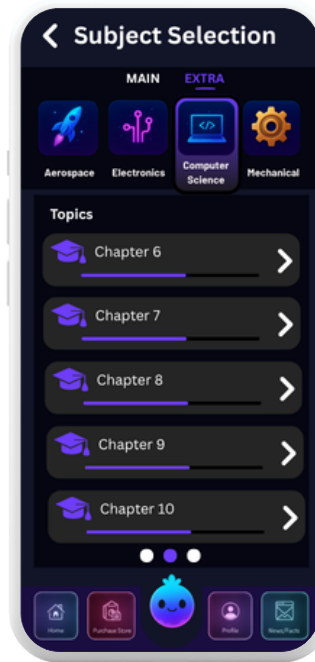 Subject Selection
MAIN EXTRA
Aerospace Electronics Computer Science Mechanical
Topics
Chapter 6
Chapter 7
Chapter 8
Chapter 9
Chapter 10
Home Purchase Store Profile News/Facts